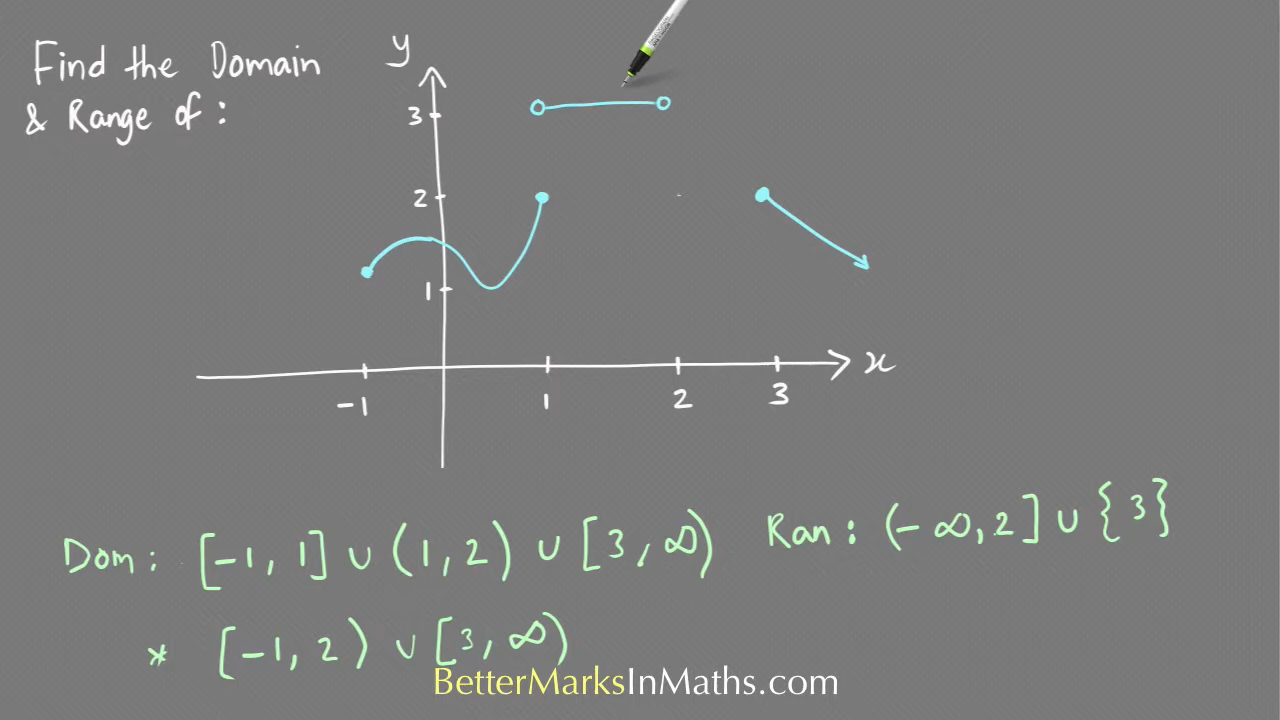 Find the Domain
& Range of :
y
3
2
1
x
-1 1 2 3
Dom : [-1, 1] ∪ (1, 2) ∪ [3, ∞) Ran : (-∞, 2] ∪ {3}
* [-1, 2) ∪ [3, ∞)
BetterMarksInMaths.com